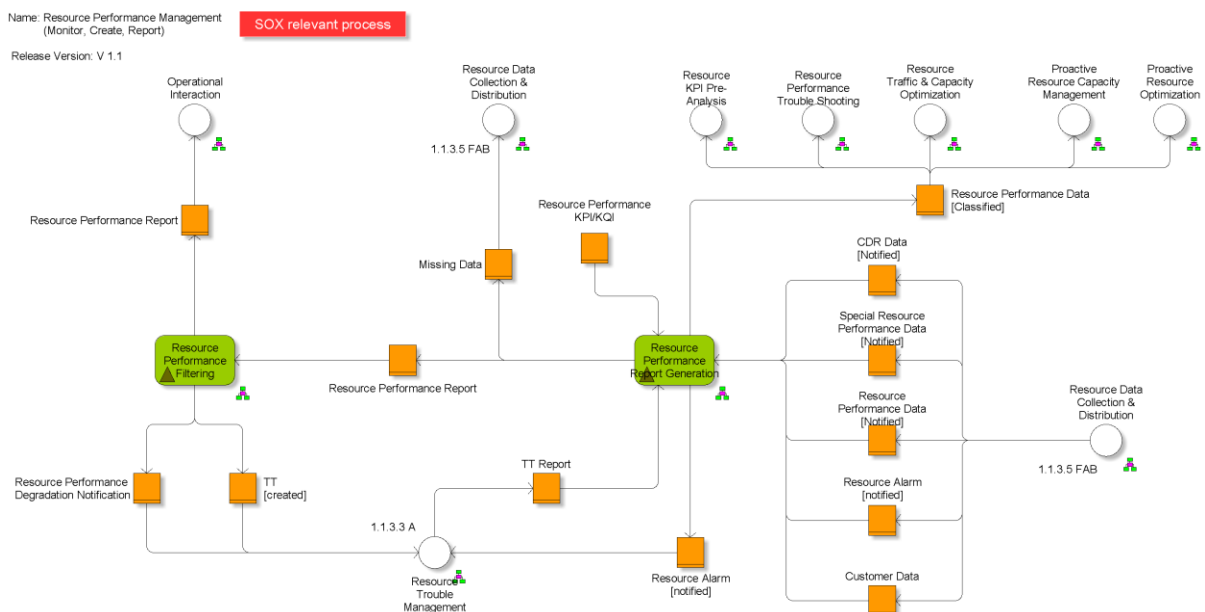 Name: Resource Performance Management
(Monitor, Create, Report)
SOX relevant process
Release Version: V 1.1
Operational
Interaction
Resource Data
Collection &
Distribution
1.1.3.5 FAB
Resource
KPI Pre-
Analysis
Resource
Performance
Trouble Shooting
Resource
Traffic & Capacity
Optimization
Proactive
Resource Capacity
Management
Proactive
Resource
Optimization
Resource Performance Report
Missing Data
Resource Performance
KPI/KQI
Resource Performance Data
[Classified]
CDR Data
[Notified]
Special Resource
Performance Data
[Notified]
Resource
Performance
Filtering
Resource Performance Report
Resource
Performance
Report Generation
Resource
Performance Data
[Notified]
Resource Data
Collection &
Distribution
1.1.3.5 FAB
Resource Performance
Degradation Notification
TT
[created]
TT Report
Resource Alarm
[notified]
1.1.3.3 A
Resource
Trouble
Management
Resource Alarm
[notified]
Customer Data